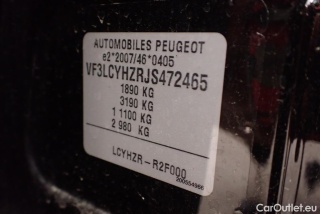 AUTOMOBILES PEUGEOT
e2*2007/46*0405
VF3LCYHZRJS472465
1890 KG
3190 KG
1 1100 KG
2 980 KG
LCYHZR-R2F000
CarOutlet.eu